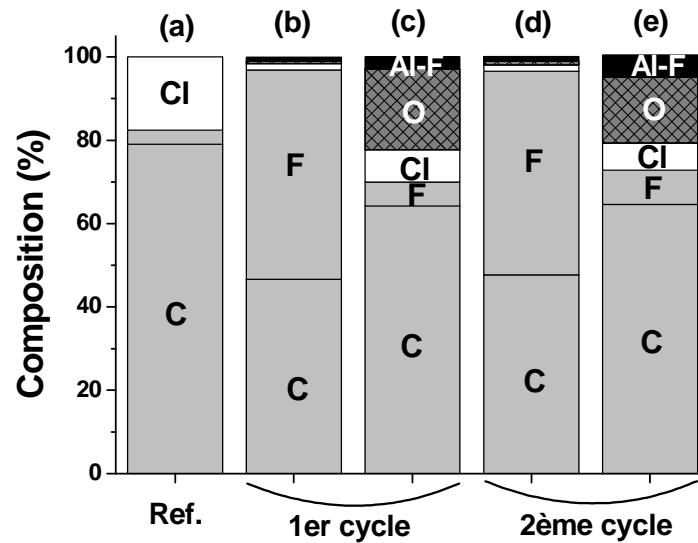 (a) (b) (c) (d) (e)
Composition (%)
100
80
60
40
20
0
Cl
C
F
C
Al-F
O
Cl
F
C
F
C
Al-F
O
Cl
F
C
Ref.
1er cycle
2ème cycle